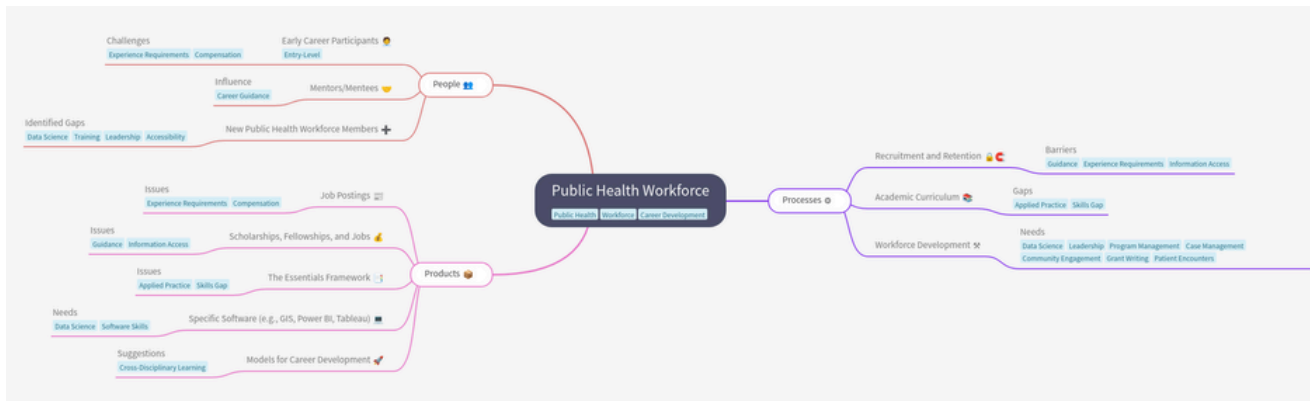 Public Health Workforce
Public Health Workforce Career Development
People
Early Career Participants
Entry-Level
Challenges
Experience Requirements Compensation
Mentors/Mentees
Influence
Career Guidance
New Public Health Workforce Members
Identified Gaps
Data Science Training Leadership Accessibility
Products
Job Postings
Issues
Experience Requirements Compensation
Scholarships, Fellowships, and Jobs
Issues
Guidance Information Access
The Essentials Framework
Issues
Applied Practice Skills Gap
Specific Software (e.g., GIS, Power BI, Tableau)
Needs
Data Science Software Skills
Models for Career Development
Suggestions
Cross-Disciplinary Learning
Processes
Recruitment and Retention
Barriers
Guidance Experience Requirements Information Access
Academic Curriculum
Gaps
Applied Practice Skills Gap
Workforce Development
Needs
Data Science Leadership Program Management Case Management
Community Engagement Grant Writing Patient Encounters